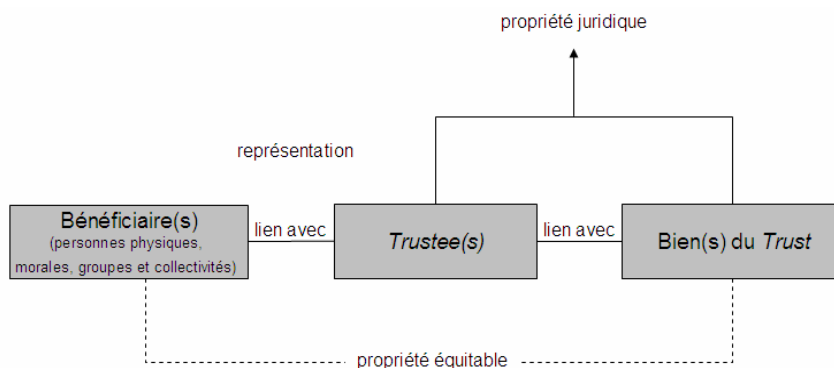 propriété juridique
représentation
Bénéficiaire(s)
(personnes physiques,
morales, groupes et collectivités)
lien avec
Trustee(s)
lien avec
Bien(s) du Trust
propriété équitable